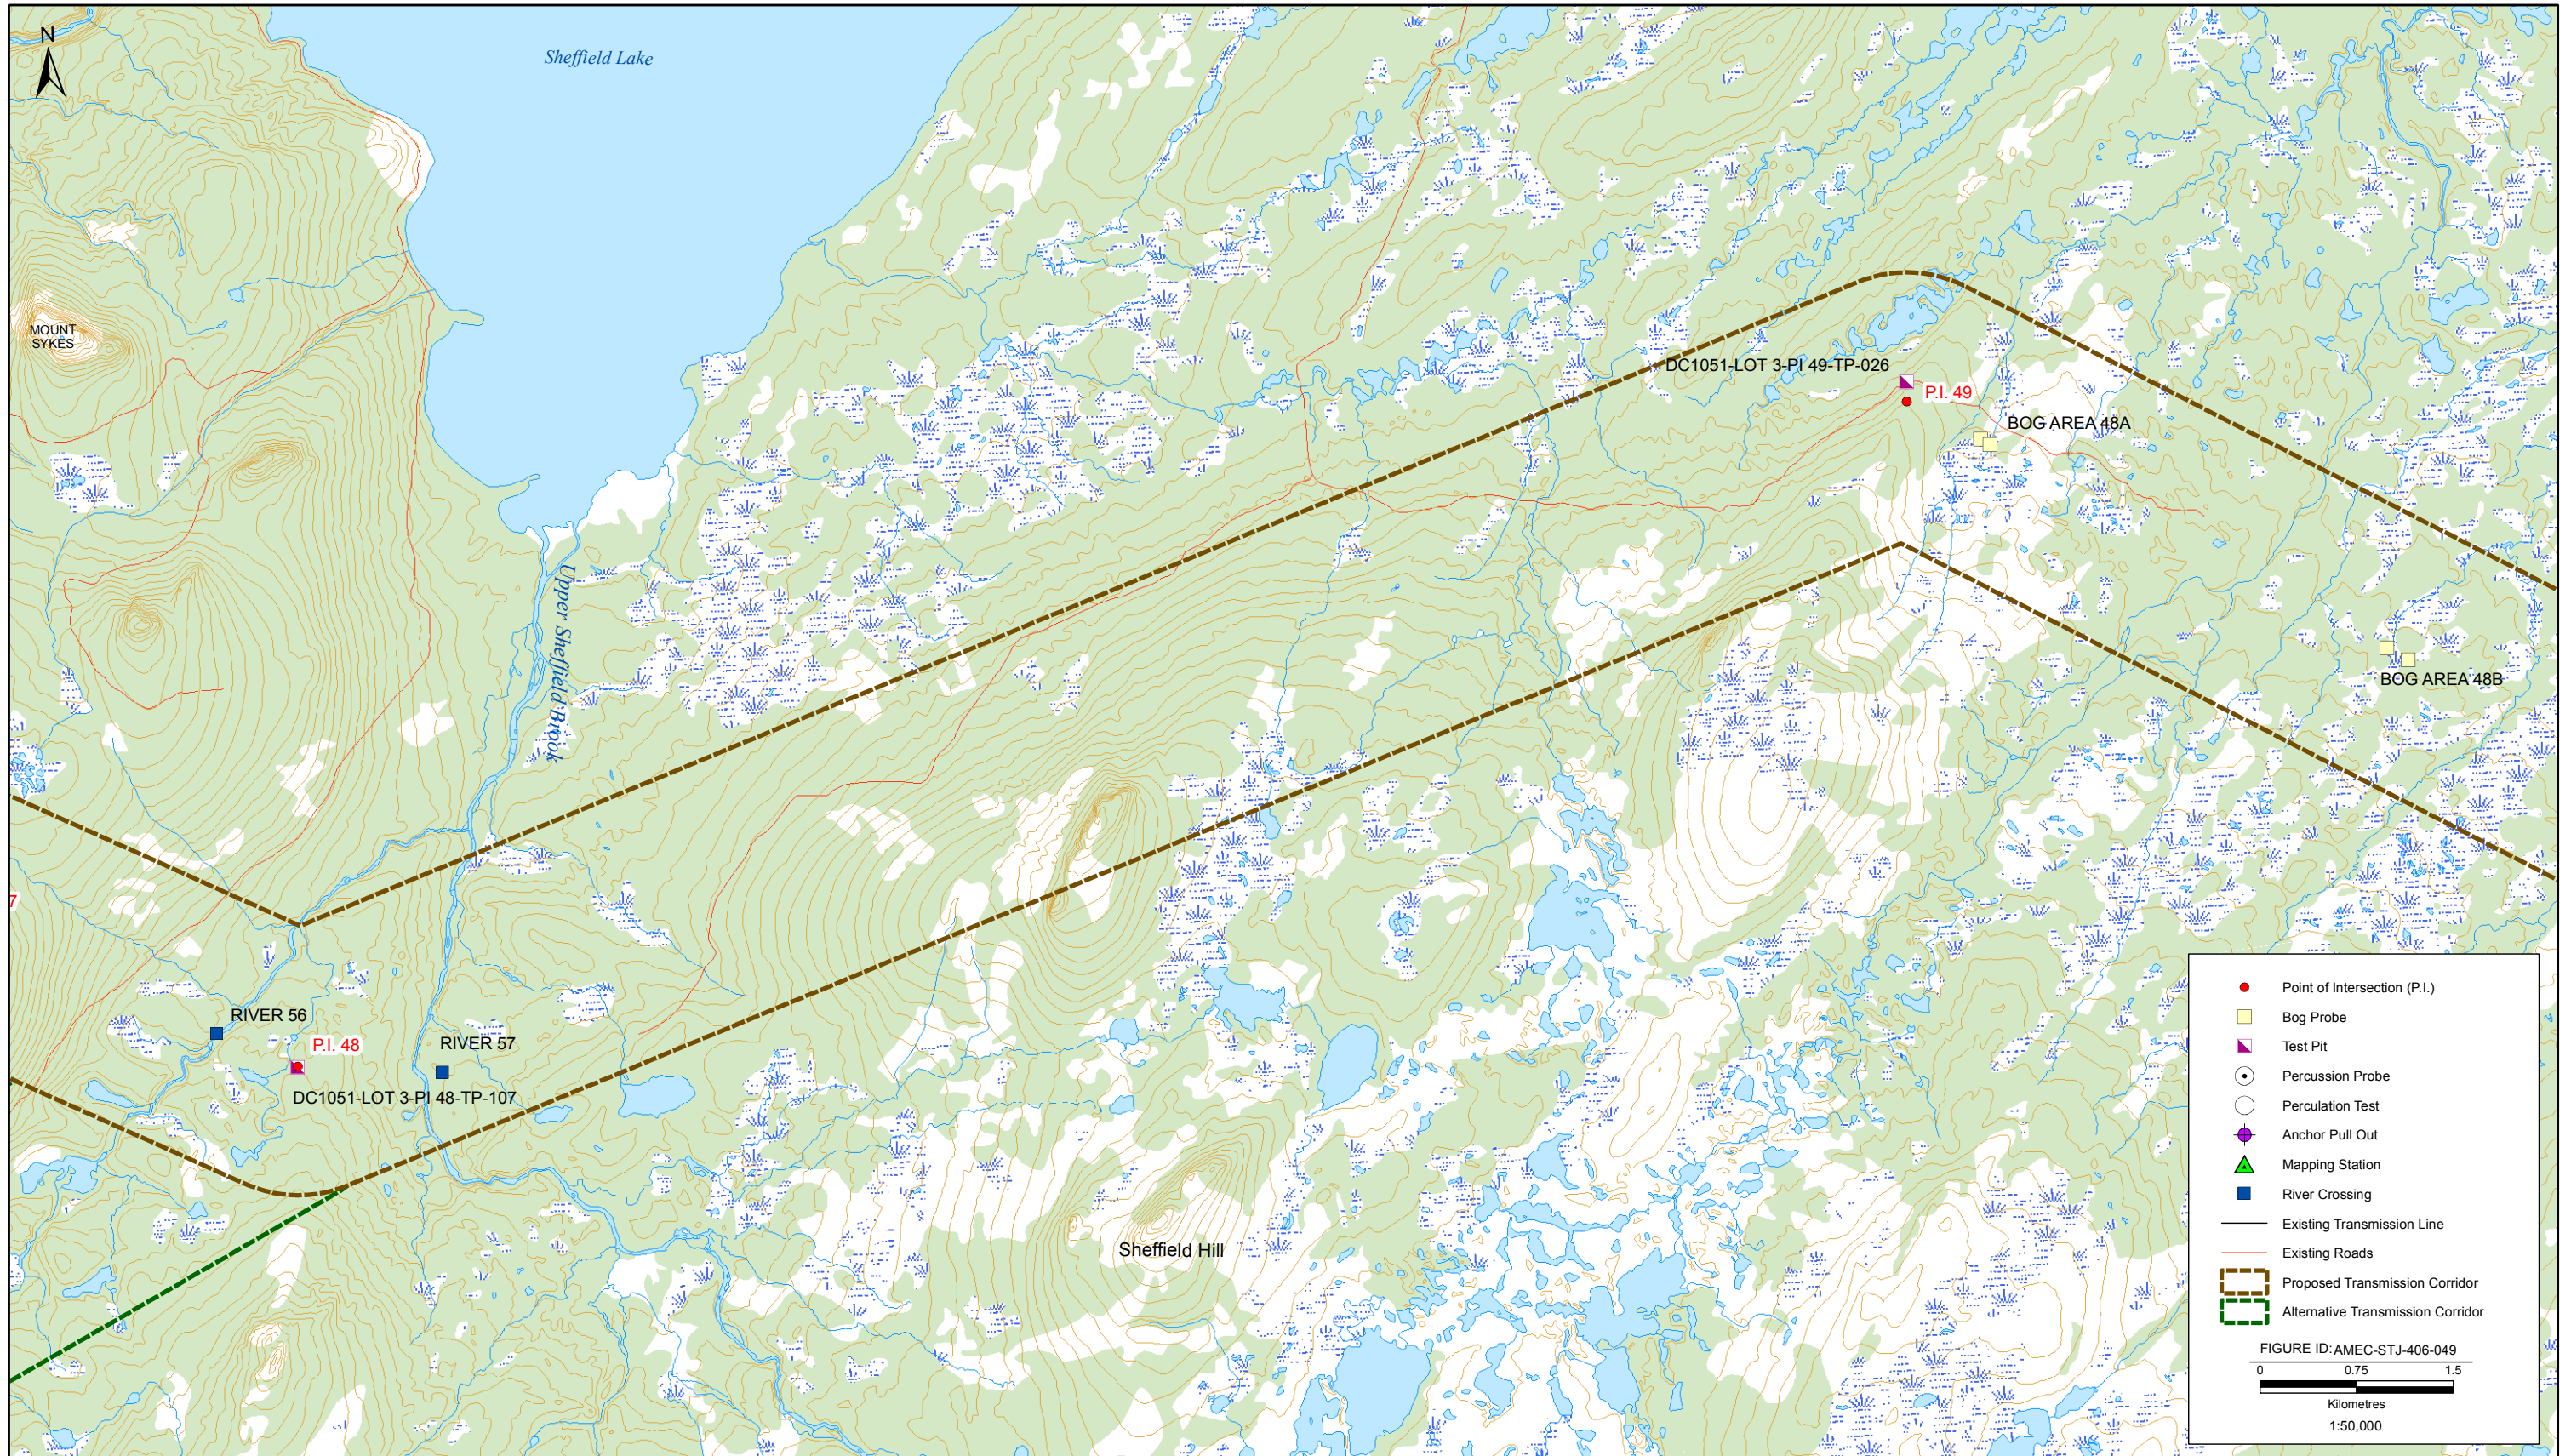 N
Sheffield Lake
MOUNT
SYKES
DC1051-LOT 3-PI 49-TP-026
P.I. 49
BOG AREA 48A
Upper Sheffield Brook
BOG AREA 48B
7
RIVER 56
P.I. 48
RIVER 57
DC1051-LOT 3-PI 48-TP-107
Sheffield Hill
Point of Intersection (P.I.)
Bog Probe
Test Pit
Percussion Probe
Perculation Test
Anchor Pull Out
Mapping Station
River Crossing
Existing Transmission Line
Existing Roads
Proposed Transmission Corridor
Alternative Transmission Corridor
FIGURE ID: AMEC-STJ-406-049
0 0.75 1.5
Kilometres
1:50,000